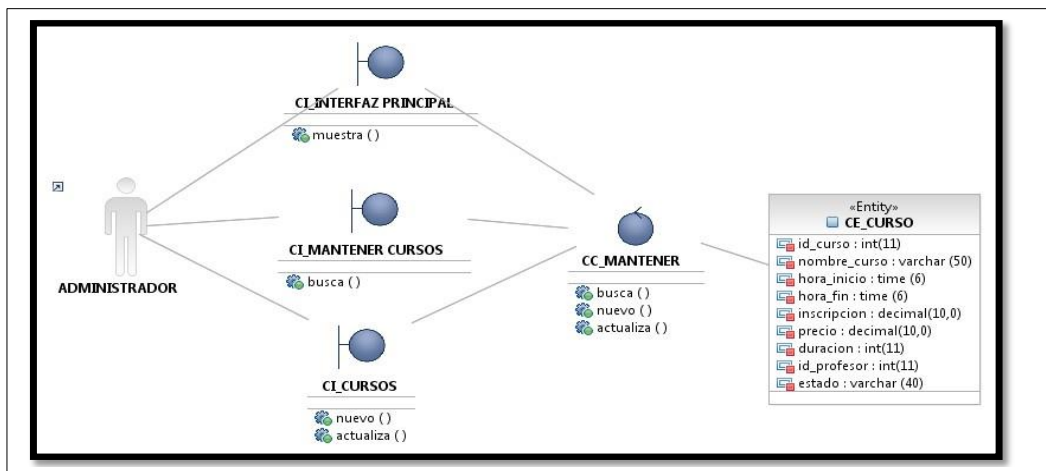 CI_INTERFAZ PRINCIPAL
muestra ( )
ADMINISTRADOR
CI_MANTENER CURSOS
busca ( )
CI_CURSOS
nuevo ( )
actualiza ( )
CC_MANTENER
busca ( )
nuevo ( )
actualiza ( )
«Entity»
CE_CURSO
id_curso : int(11)
nombre_curso : varchar (50)
hora_inicio : time (6)
hora_fin : time (6)
inscripcion : decimal(10,0)
precio : decimal(10,0)
duracion : int(11)
id_profesor : int(11)
estado : varchar (40)